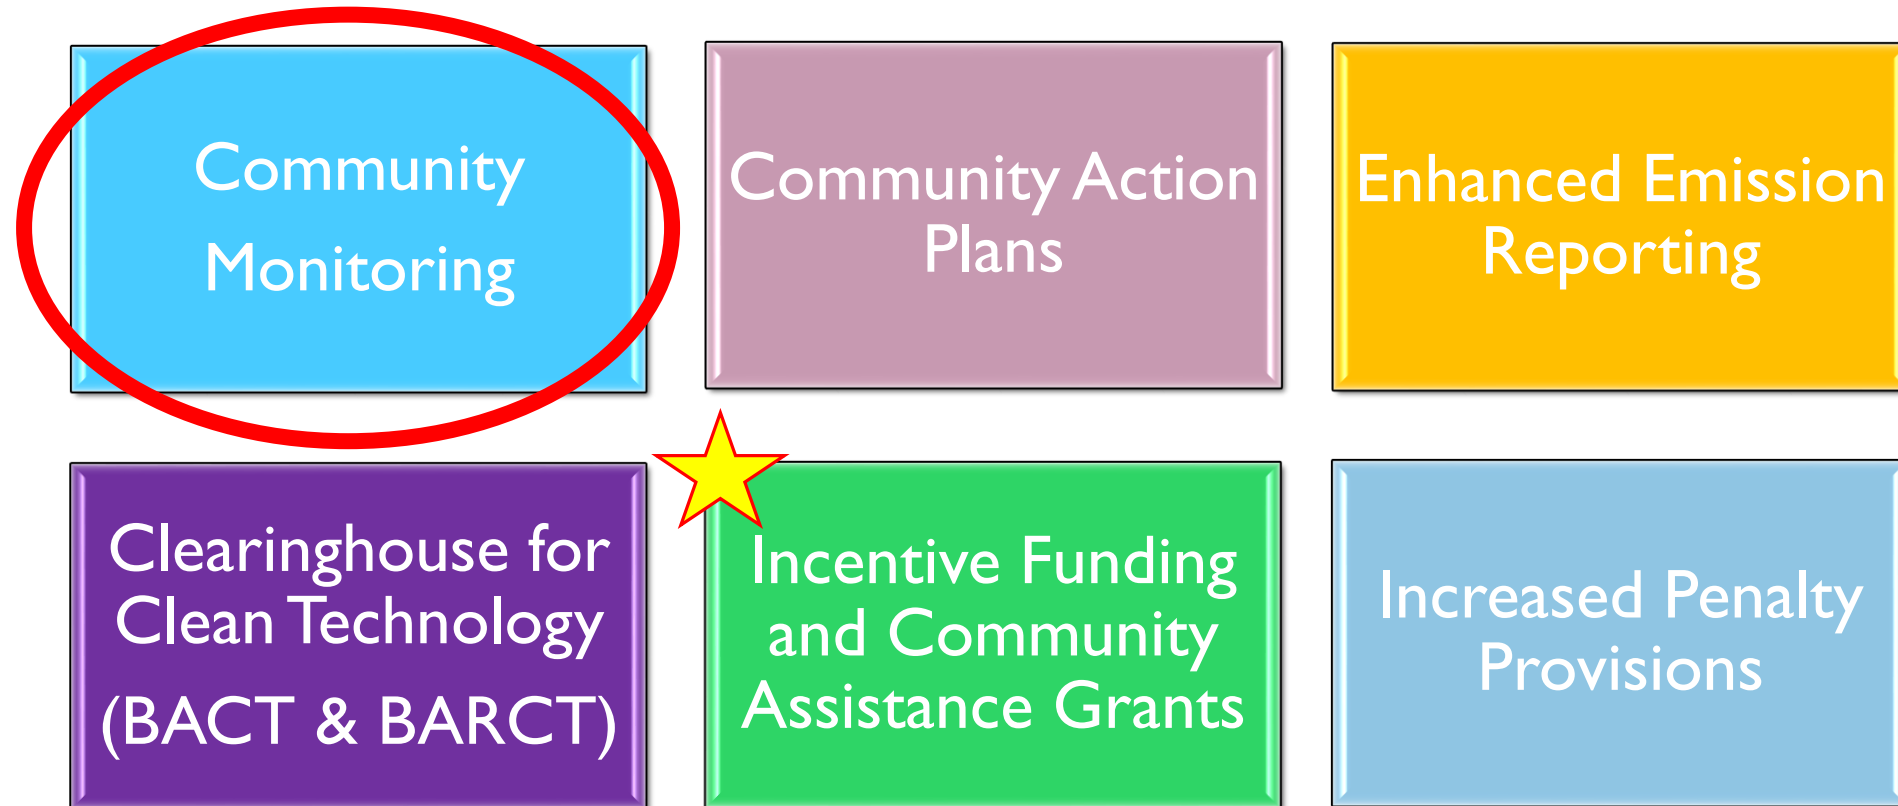 Community
Monitoring
Community Action
Plans
Enhanced Emission
Reporting
Clearinghouse for
Clean Technology
(BACT & BARCT)
Incentive Funding
and Community
Assistance Grants
Increased Penalty
Provisions